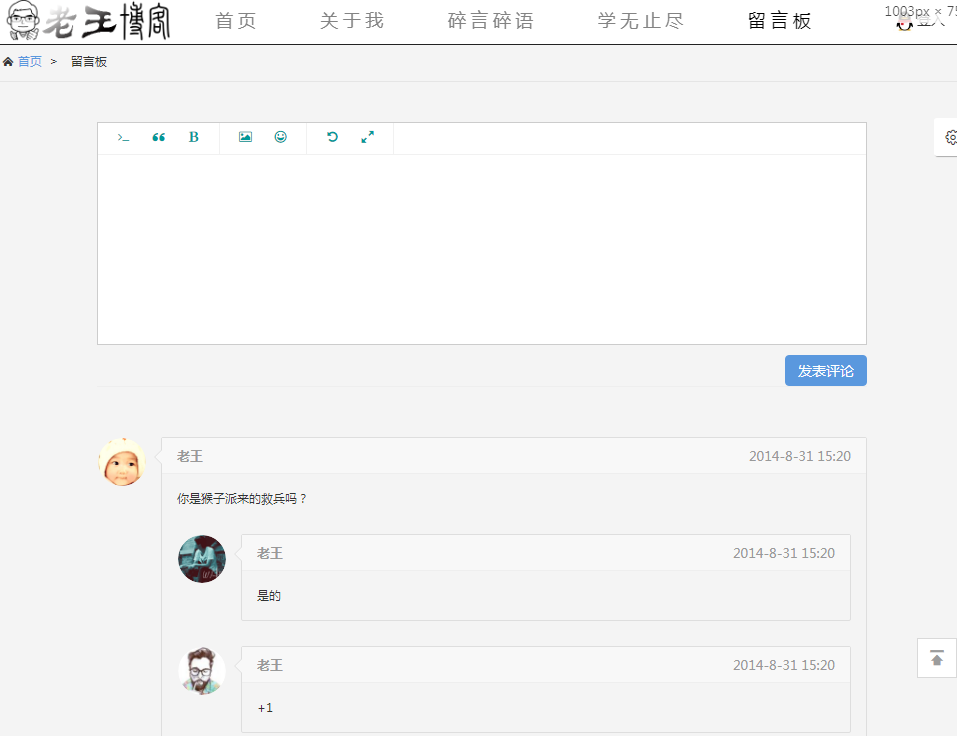 老王博客
首页 关于我 碎言碎语 学无止尽 留言板
1003px × 75
首页 > 留言板
>_ B
发表评论
老王 2014-8-31 15:20
你是猴子派来的救兵吗？
老王 2014-8-31 15:20
是的
老王 2014-8-31 15:20
+1